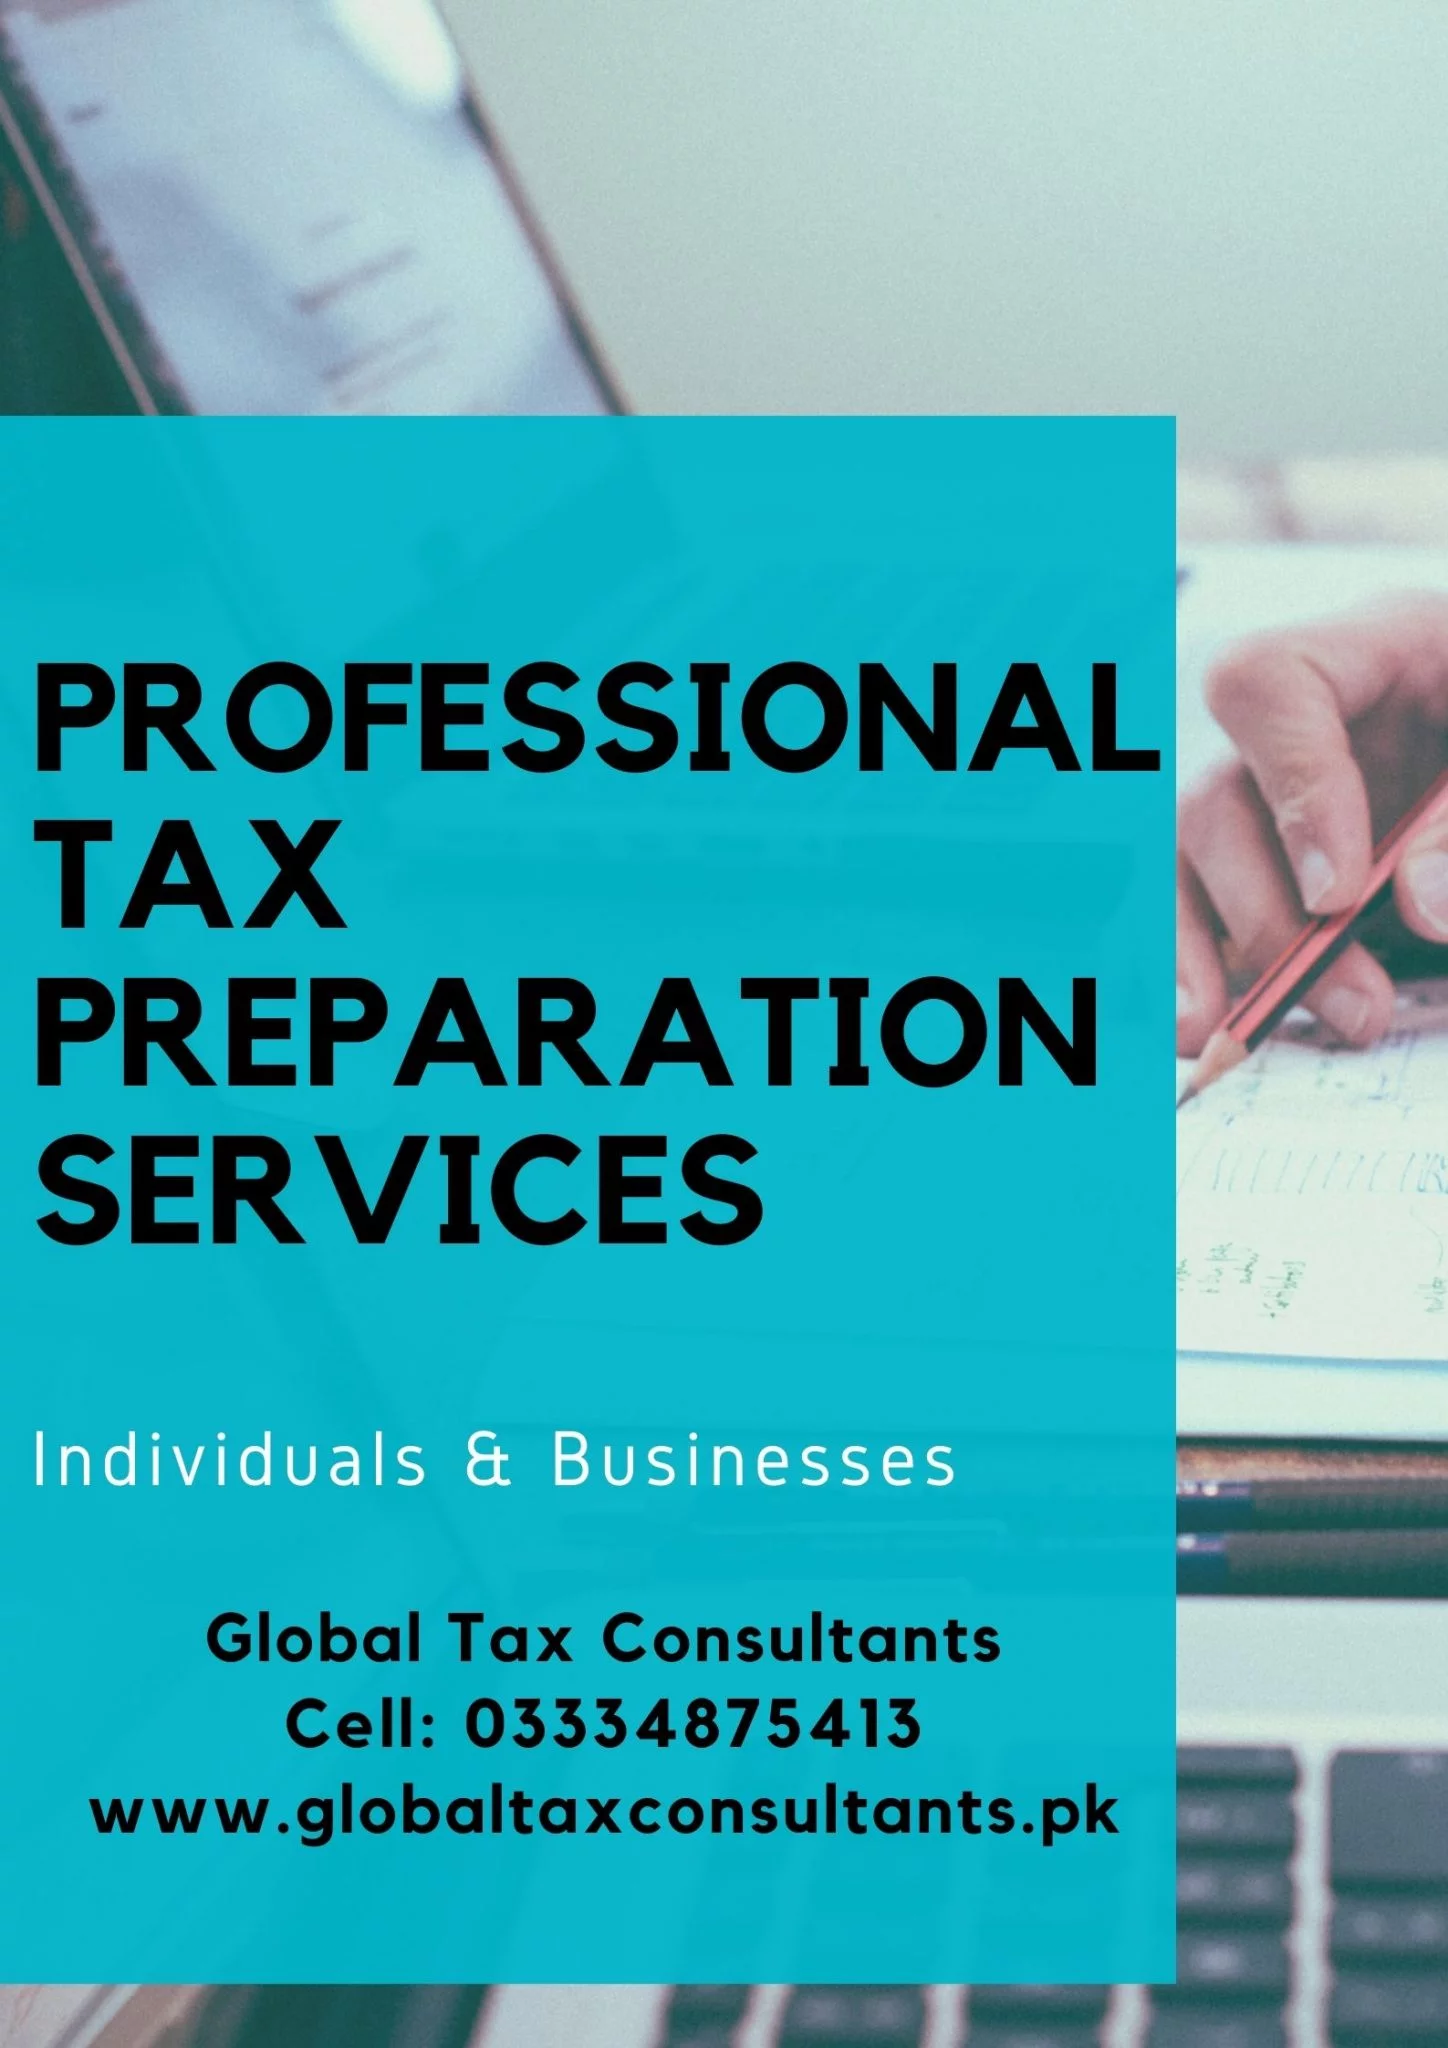 PROFESSIONAL
TAX
PREPARATION
SERVICES
Individuals & Businesses
Global Tax Consultants
Cell: 03334875413
www.globaltaxconsultants.pk